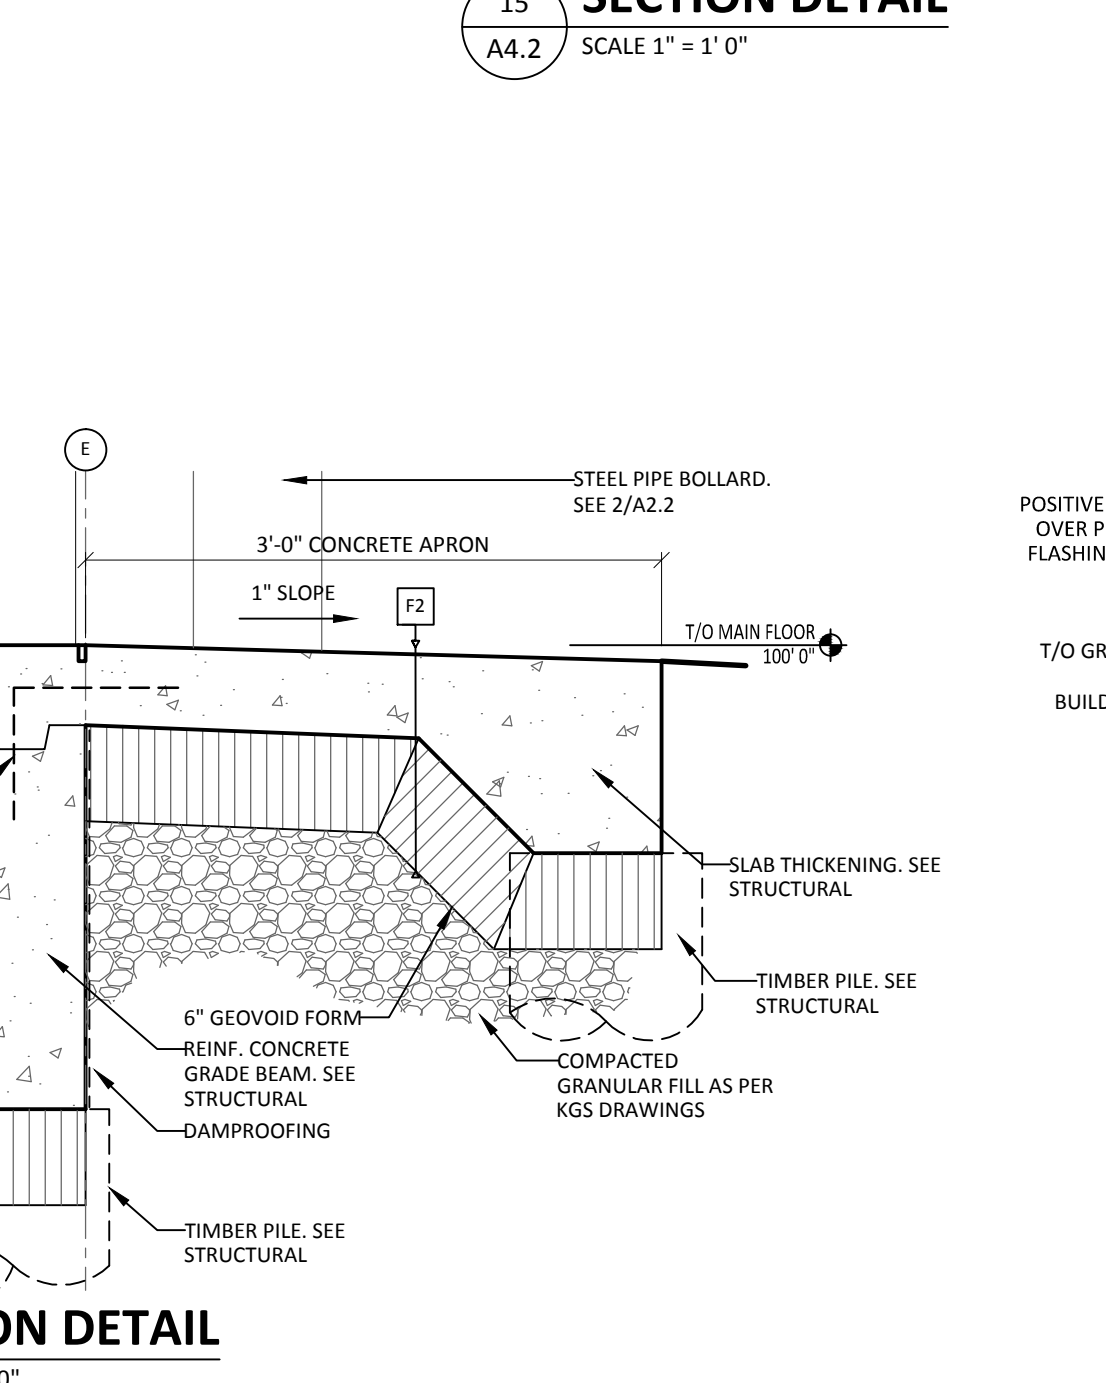 15
SECTION DETAIL
A4.2
SCALE 1" = 1' 0"
E
STEEL PIPE BOLLARD.
SEE 2/A2.2
POSITIVE
OVER P
FLASHIN
3'-0" CONCRETE APRON
1" SLOPE
F2
T/O MAIN FLOOR
100' 0"
T/O GR
BUILD
SLAB THICKENING. SEE
STRUCTURAL
TIMBER PILE. SEE
STRUCTURAL
6" GEOVOID FORM
REINF. CONCRETE
GRADE BEAM. SEE
STRUCTURAL
COMPACTED
GRANULAR FILL AS PER
KGS DRAWINGS
DAMPROOFING
TIMBER PILE. SEE
STRUCTURAL
ON DETAIL
0"